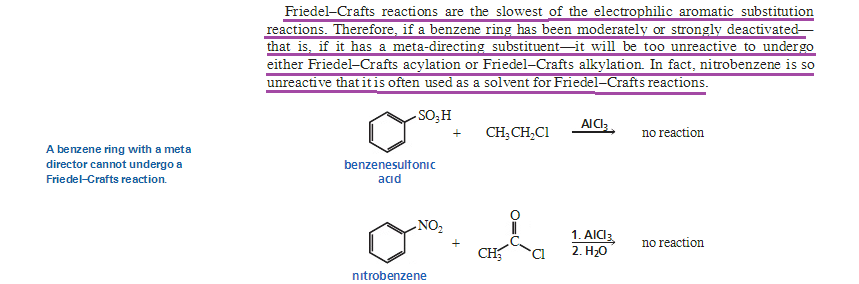 Friedel–Crafts reactions are the slowest of the electrophilic aromatic substitution
reactions. Therefore, if a benzene ring has been moderately or strongly deactivated—
that is, if it has a meta-directing substituent—it will be too unreactive to undergo
either Friedel–Crafts acylation or Friedel–Crafts alkylation. In fact, nitrobenzene is so
unreactive that it is often used as a solvent for Friedel–Crafts reactions.
A benzene ring with a meta
director cannot undergo a
Friedel–Crafts reaction.
SO₃H
+ CH₃CH₂Cl AlCl₃ no reaction
benzenesulfonic
acid
NO₂
+
O
C
CH₃ Cl
1. AlCl₃
2. H₂O
no reaction
nitrobenzene